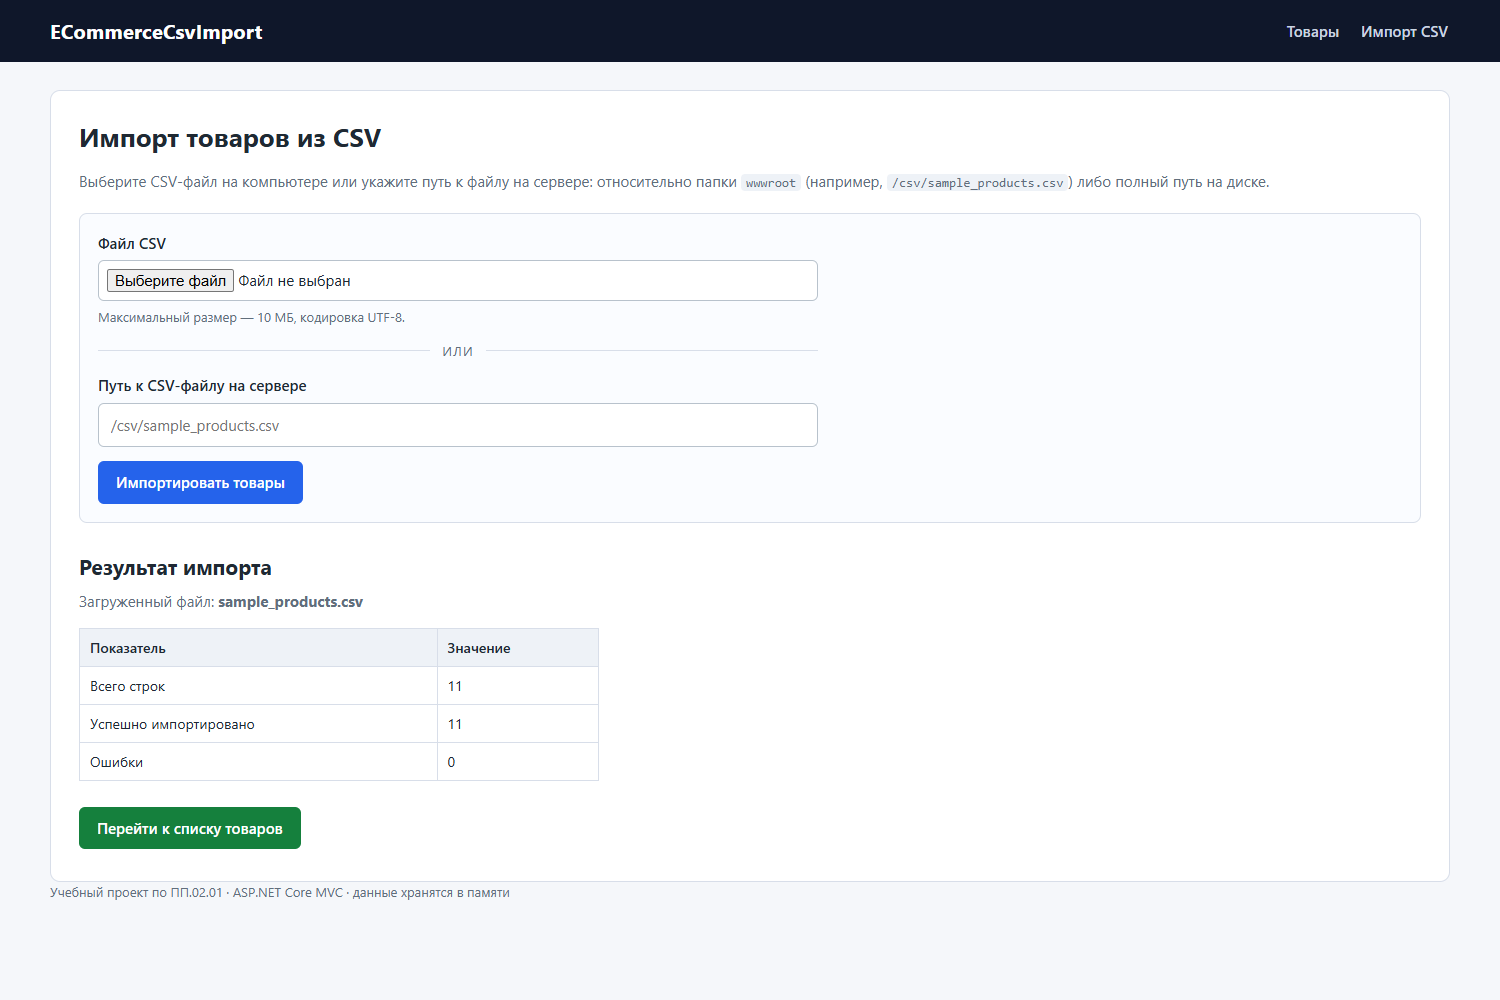 ECommerceCsvImport
Товары Импорт CSV
Импорт товаров из CSV
Выберите CSV-файл на компьютере или укажите путь к файлу на сервере: относительно папки wwwroot (например, /csv/sample_products.csv) либо полный путь на диске.
Файл CSV
Выберите файл Файл не выбран
Максимальный размер — 10 МБ, кодировка UTF-8.
ИЛИ
Путь к CSV-файлу на сервере
/csv/sample_products.csv
Импортировать товары
Результат импорта
Загруженный файл: sample_products.csv
Показатель Значение
Всего строк 11
Успешно импортировано 11
Ошибки 0
Перейти к списку товаров
Учебный проект по ПП.02.01 · ASP.NET Core MVC · данные хранятся в памяти